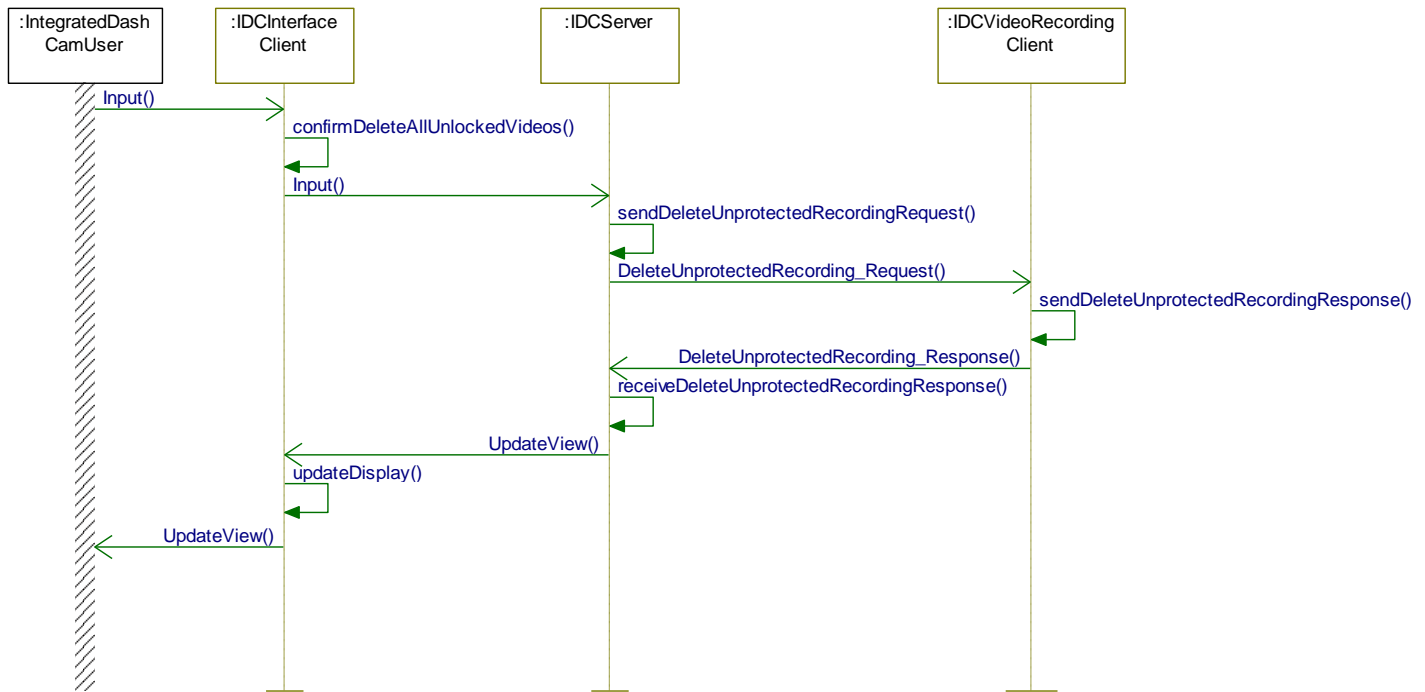 :IntegratedDash
CamUser
:IDCInterface
Client
:IDCServer
:IDCVideoRecording
Client
Input()
confirmDeleteAllUnlockedVideos()
Input()
sendDeleteUnprotectedRecordingRequest()
DeleteUnprotectedRecording_Request()
sendDeleteUnprotectedRecordingResponse()
DeleteUnprotectedRecording_Response()
receiveDeleteUnprotectedRecordingResponse()
UpdateView()
updateDisplay()
UpdateView()